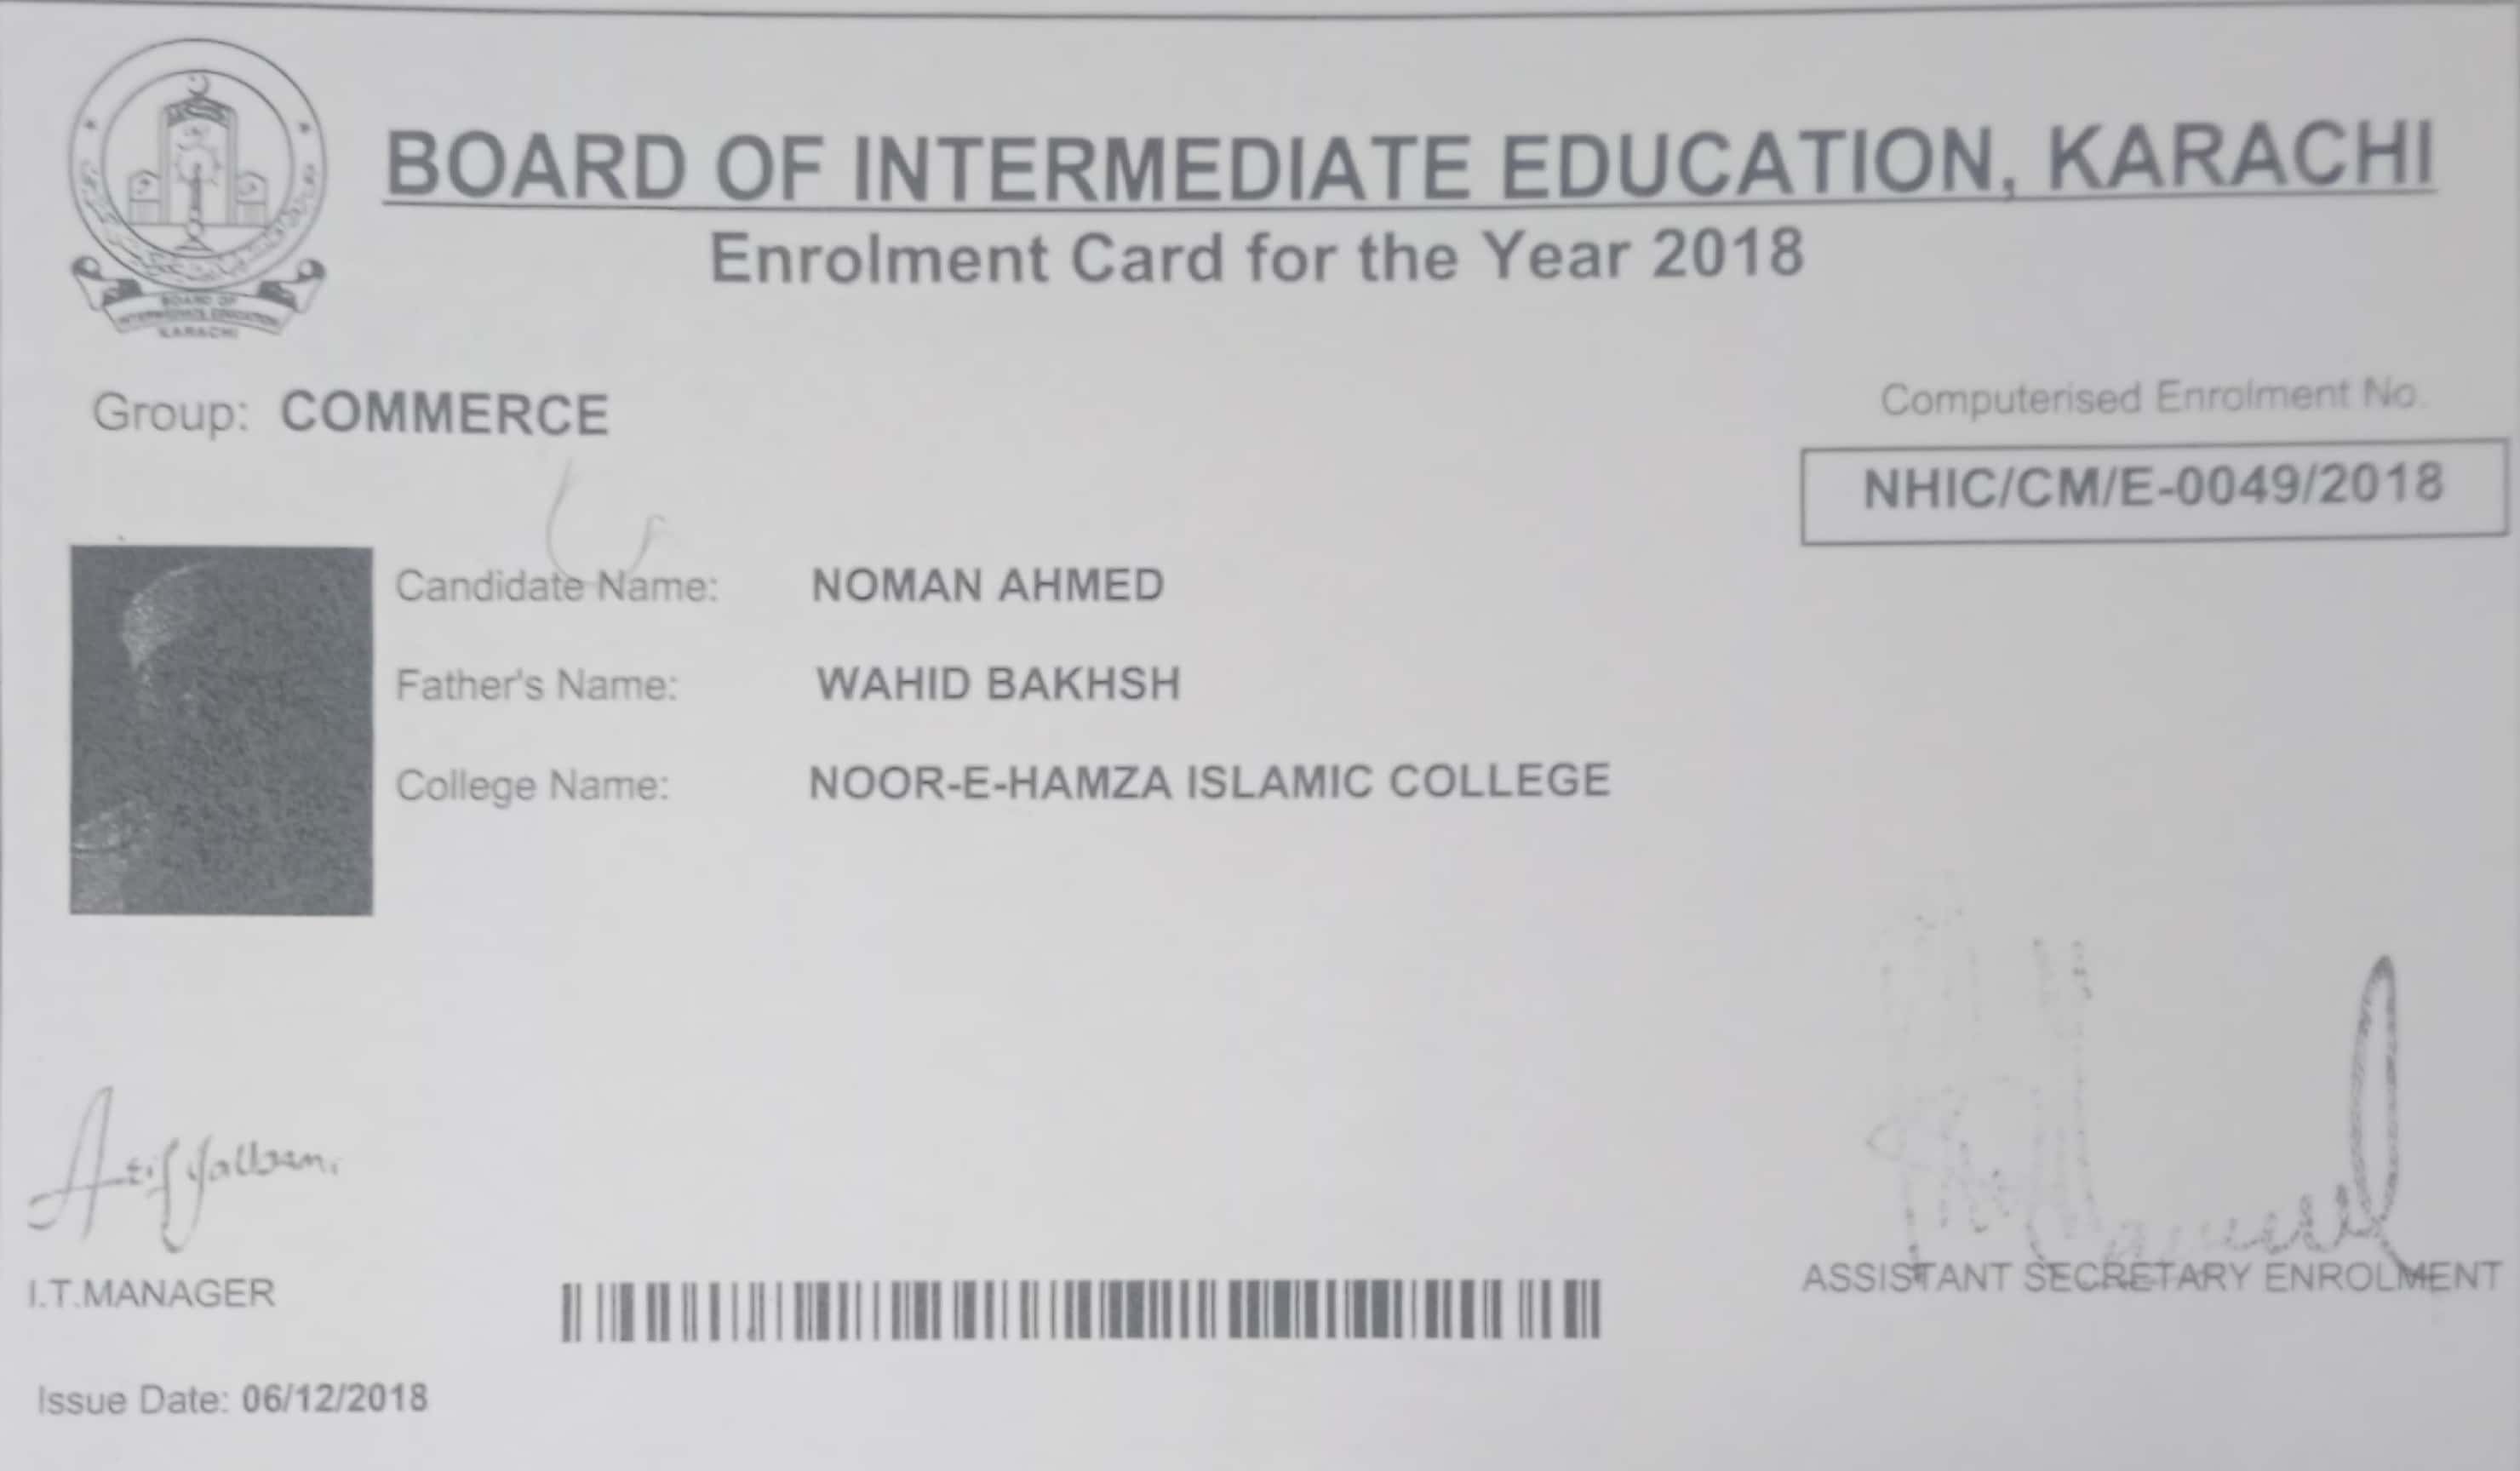 BOARD OF INTERMEDIATE EDUCATION, KARACHI
Enrolment Card for the Year 2018
BOARD OF
INTERMEDIATE EDUCATION
KARACHI
Group: COMMERCE
Computerised Enrolment No.
NHIC/CM/E-0049/2018
Candidate Name: NOMAN AHMED
Father's Name: WAHID BAKHSH
College Name: NOOR-E-HAMZA ISLAMIC COLLEGE
I.T.MANAGER
ASSISTANT SECRETARY ENROLMENT
Issue Date: 06/12/2018